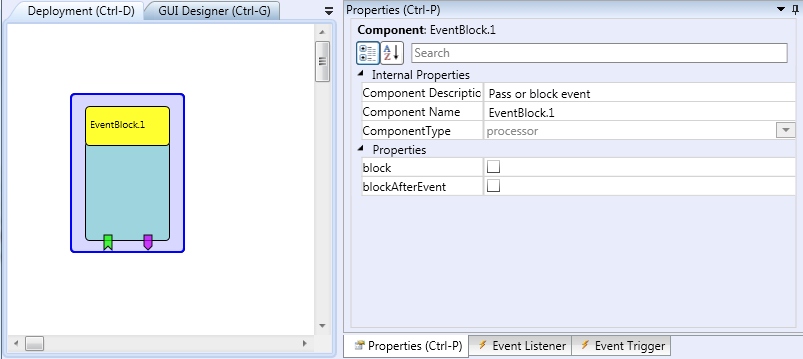 Deployment (Ctrl-D)
GUI Designer (Ctrl-G)
EventBlock.1
Properties (Ctrl-P)
Component: EventBlock.1
A
Z
Search
Internal Properties
Component Descriptio Pass or block event
Component Name EventBlock.1
ComponentType processor
Properties
block
blockAfterEvent
Properties (Ctrl-P)
Event Listener
Event Trigger